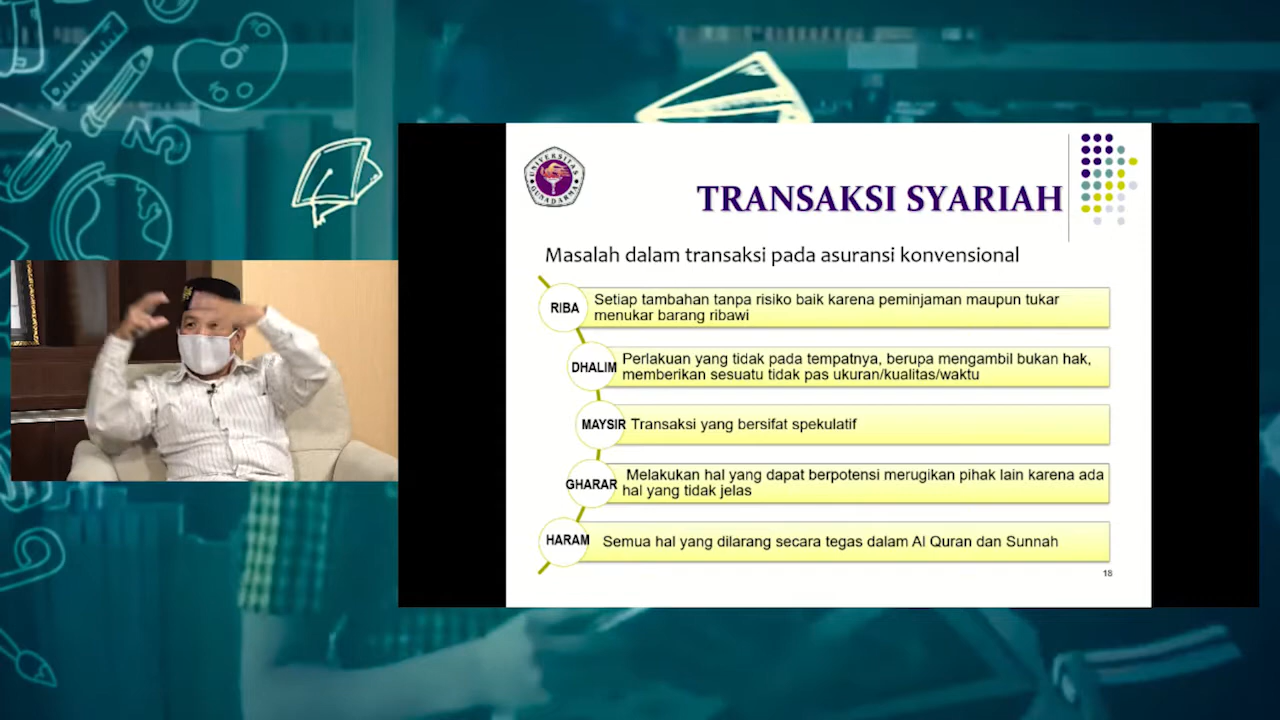 UNIVERSITAS GUNADARMA
TRANSAKSI SYARIAH
Masalah dalam transaksi pada asuransi konvensional
RIBA
Setiap tambahan tanpa risiko baik karena peminjaman maupun tukar
menukar barang ribawi
DHALIM
Perlakuan yang tidak pada tempatnya, berupa mengambil bukan hak,
memberikan sesuatu tidak pas ukuran/kualitas/waktu
MAYSIR
Transaksi yang bersifat spekulatif
GHARAR
Melakukan hal yang dapat berpotensi merugikan pihak lain karena ada
hal yang tidak jelas
HARAM
Semua hal yang dilarang secara tegas dalam Al Quran dan Sunnah
18